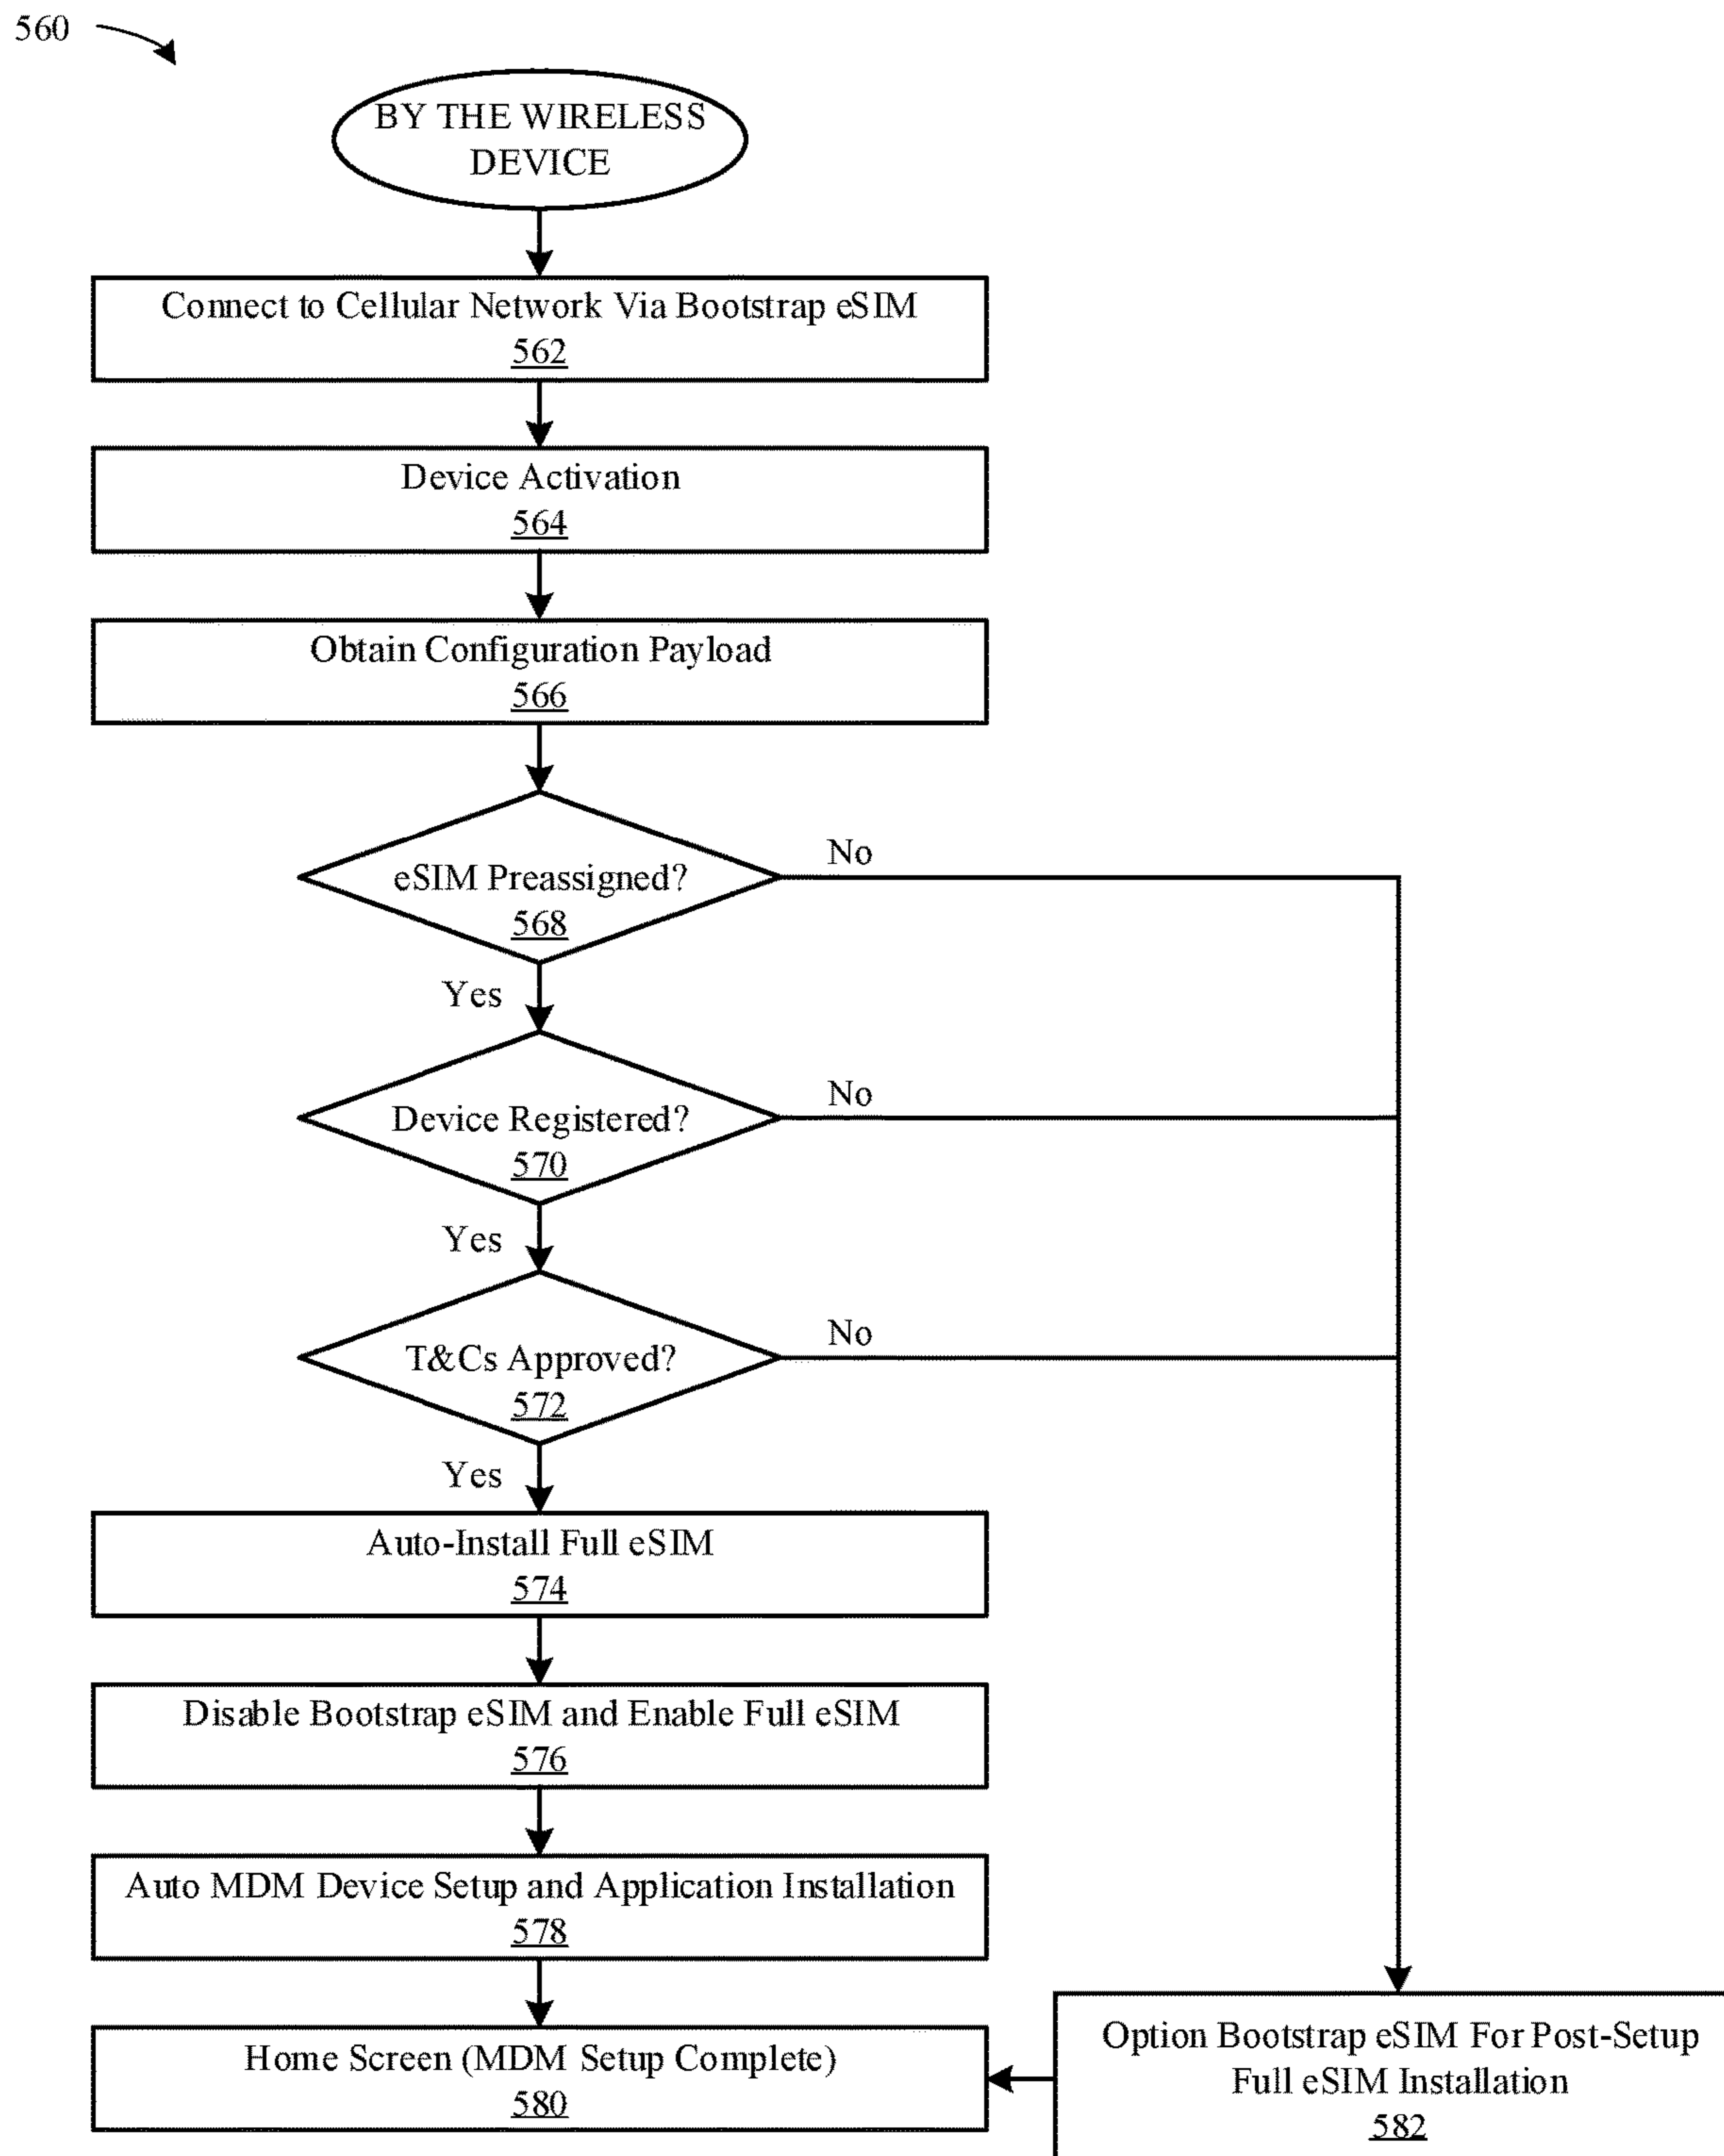 560
BY THE WIRELESS
DEVICE
Connect to Cellular Network Via Bootstrap eSIM
562
Device Activation
564
Obtain Configuration Payload
566
eSIM Preassigned?
568
No
Yes
Device Registered?
570
No
Yes
T&Cs Approved?
572
No
Yes
Auto-Install Full eSIM
574
Disable Bootstrap eSIM and Enable Full eSIM
576
Auto MDM Device Setup and Application Installation
578
Home Screen (MDM Setup Complete)
580
Option Bootstrap eSIM For Post-Setup
Full eSIM Installation
582